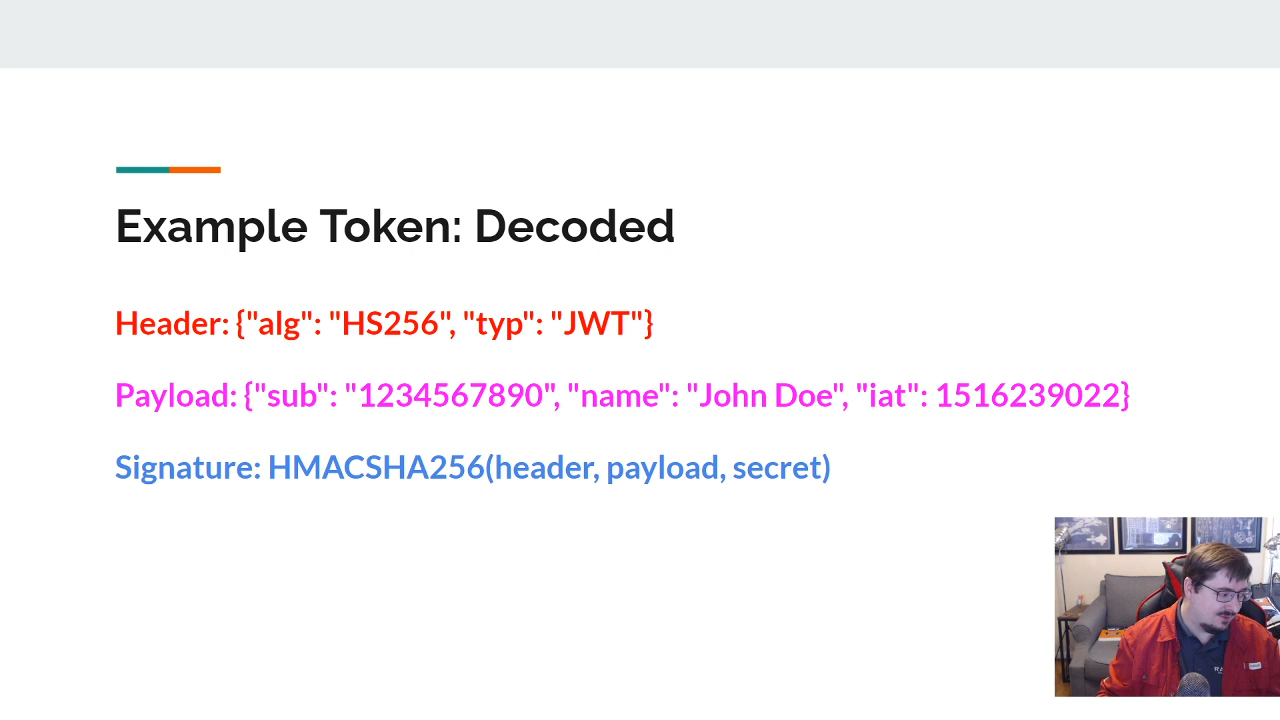 Example Token: Decoded
Header: {"alg": "HS256", "typ": "JWT"}
Payload: {"sub": "1234567890", "name": "John Doe", "iat": 1516239022}
Signature: HMACSHA256(header, payload, secret)